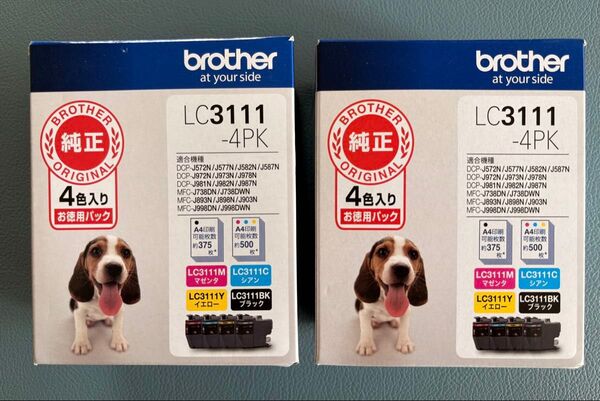 brother
at your side
BROTHER
純正
ORIGINAL
4色入り
お徳用パック
LC3111
-4PK
適合機種
DCP-J572N/J577N/J582N/J587N
DCP-J972N/J973N/J978N
DCP-J981N/J982N/J987N
MFC-J738DN/J738DWN
MFC-J893N/J898N/J903N
MFC-J998DN/J998DWN
A4印刷
可能枚数
約375
枚*
A4印刷
可能枚数
約500
枚*
LC3111M
マゼンタ
LC3111C
シアン
LC3111Y
イエロー
LC3111BK
ブラック
brother
at your side
BROTHER
純正
ORIGINAL
4色入り
お徳用パック
LC3111
-4PK
適合機種
DCP-J572N/J577N/J582N/J587N
DCP-J972N/J973N/J978N
DCP-J981N/J982N/J987N
MFC-J738DN/J738DWN
MFC-J893N/J898N/J903N
MFC-J998DN/J998DWN
A4印刷
可能枚数
約375
枚*
A4印刷
可能枚数
約500
枚*
LC3111M
マゼンタ
LC3111C
シアン
LC3111Y
イエロー
LC3111BK
ブラック